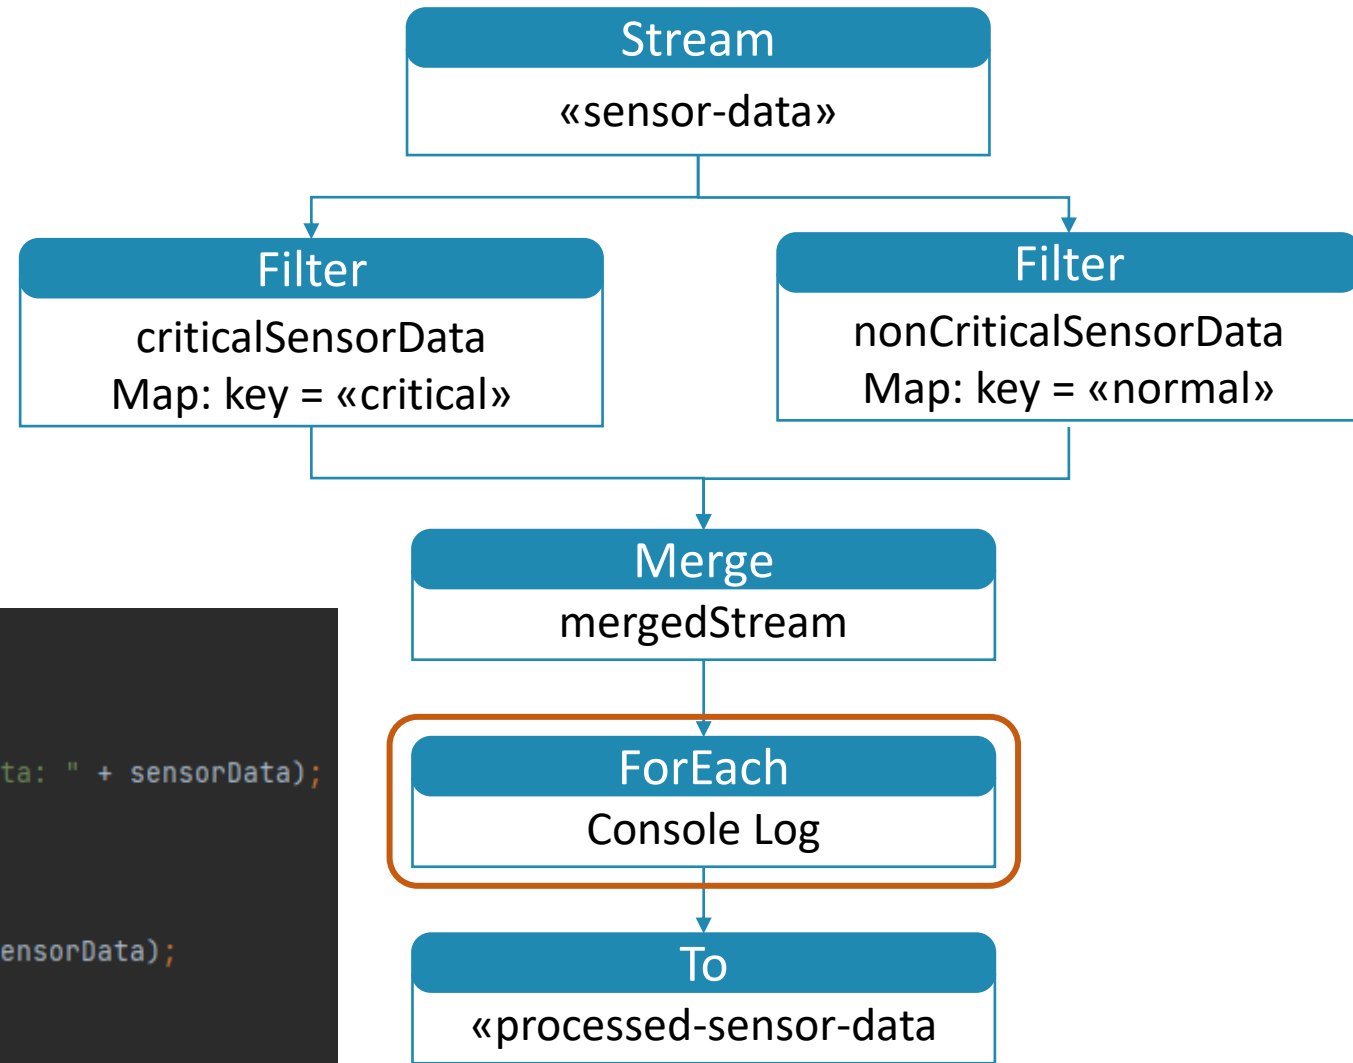 Stream
«sensor-data»
Filter
criticalSensorData
Map: key = «critical»
Filter
nonCriticalSensorData
Map: key = «normal»
Merge
mergedStream
ta: " + sensorData);
ForEach
Console Log
ensorData);
To
«processed-sensor-data